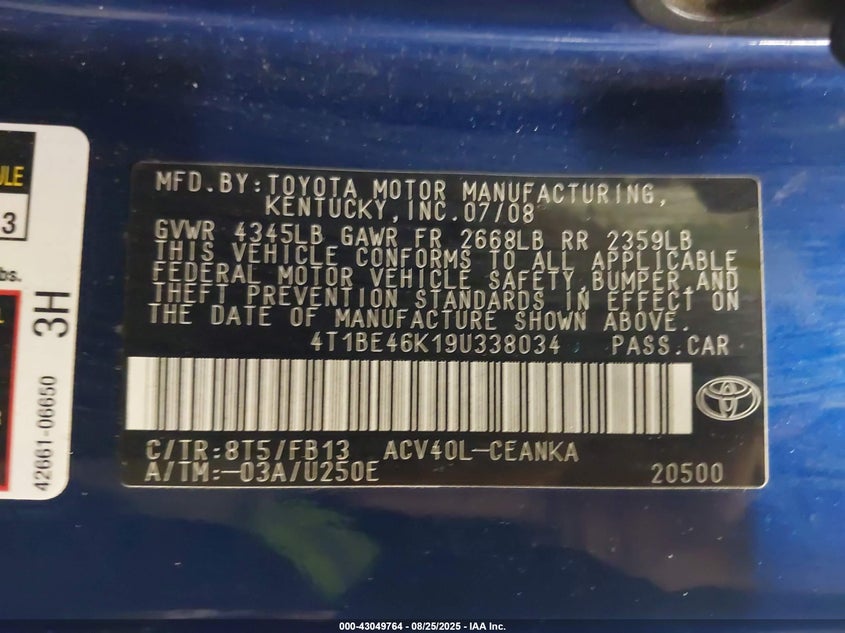 MFD.BY:TOYOTA MOTOR MANUFACTURING,
KENTUCKY,INC.07/08
GVWR 4345LB GAWR FR 2668LB RR 2359LB
THIS VEHICLE CONFORMS TO ALL APPLICABLE
FEDERAL MOTOR VEHICLE SAFETY,BUMPER,AND
THEFT PREVENTION STANDARDS IN EFFECT ON
THE DATE OF MANUFACTURE SHOWN ABOVE.
4T1BE46K19U338034 PASS.CAR
C/TR:8T5/FB13 ACV40L-CEANKA
A/TM:-03A/U250E 20500
3
3H
42661-06650
000-43049764 - 08/25/2025 - IAA Inc.